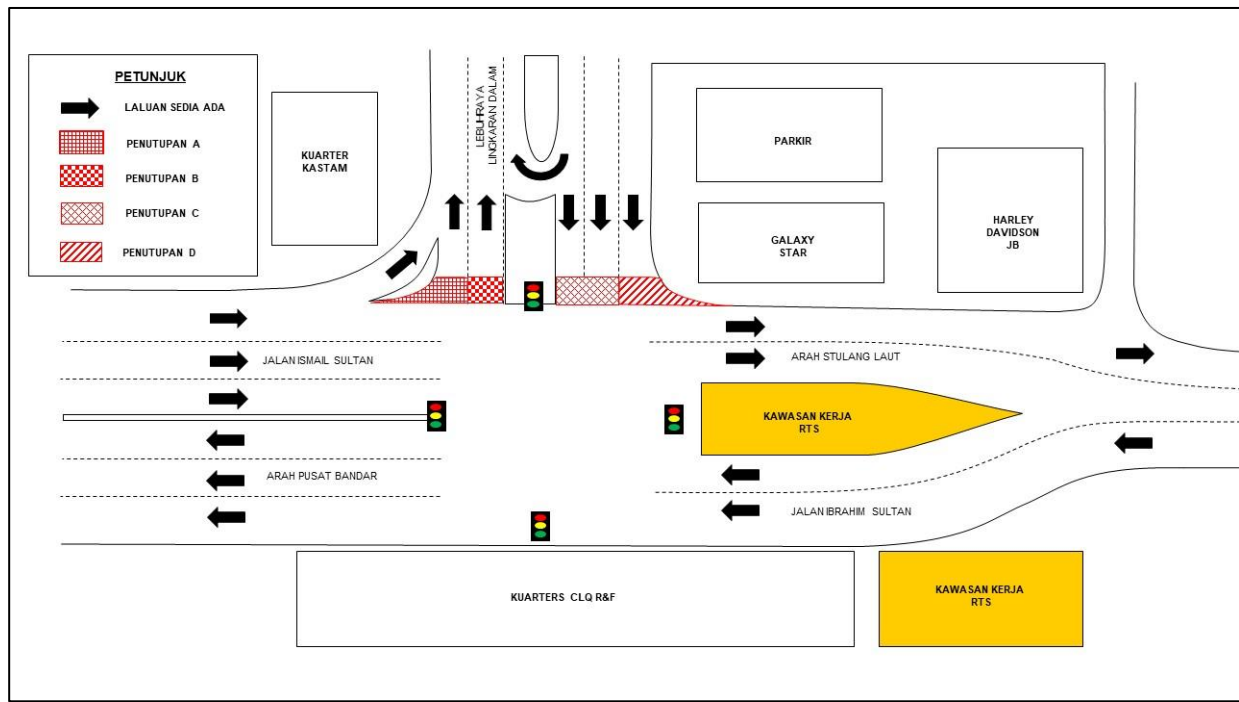 PETUNJUK
LALUAN SEDIA ADA
PENUTUPAN A
PENUTUPAN B
PENUTUPAN C
PENUTUPAN D
KUARTER
KASTAM
LEBUHRAYA
LINGKARAN DALAM
PARKIR
GALAXY
STAR
HARLEY
DAVIDSON
JB
JALAN ISMAIL SULTAN
ARAH STULANG LAUT
KAWASAN KERJA
RTS
ARAH PUSAT BANDAR
JALAN IBRAHIM SULTAN
KUARTERS CLQ R&F
KAWASAN KERJA
RTS